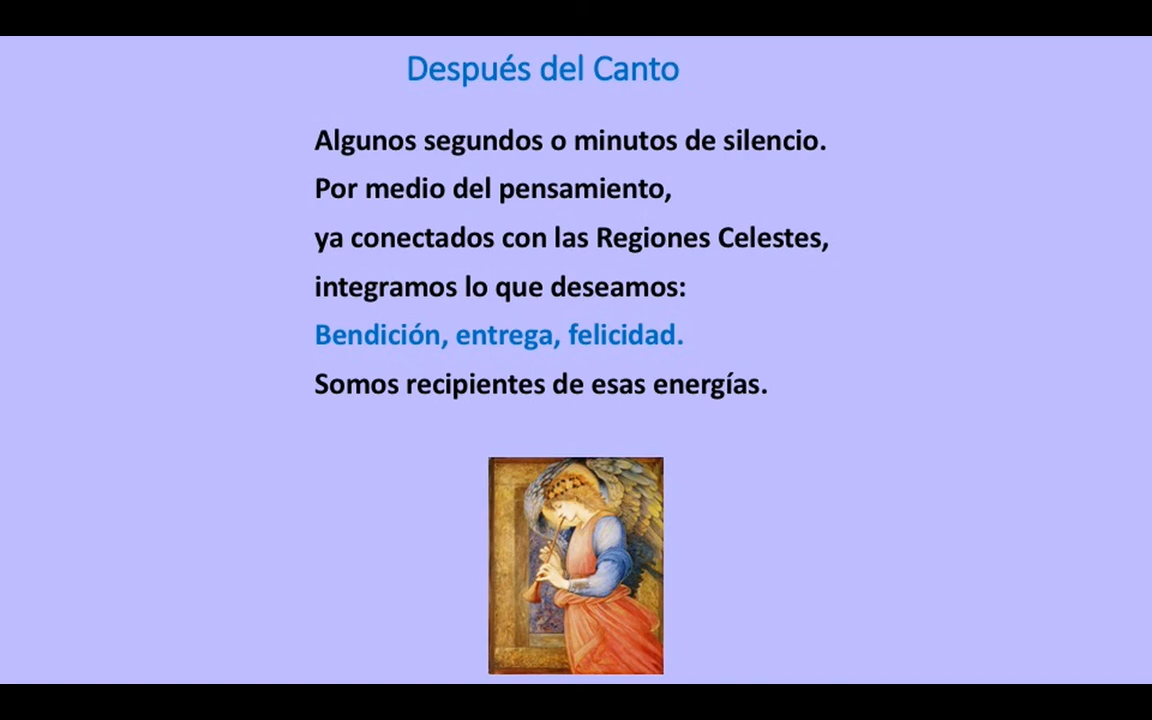 Después del Canto
Algunos segundos o minutos de silencio.
Por medio del pensamiento,
ya conectados con las Regiones Celestes,
integramos lo que deseamos:
Bendición, entrega, felicidad.
Somos recipientes de esas energías.